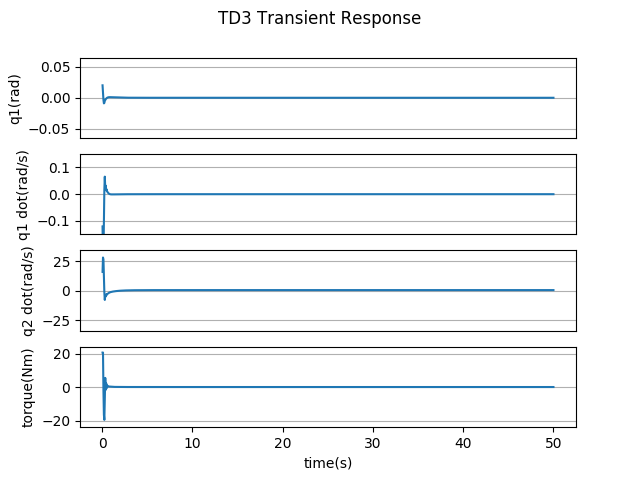 TD3 Transient Response
0.05
0.00
−0.05
q1(rad)
0.1
0.0
−0.1
q1 dot(rad/s)
25
0
−25
q2 dot(rad/s)
20
0
−20
torque(Nm)
0 10 20 30 40 50
time(s)